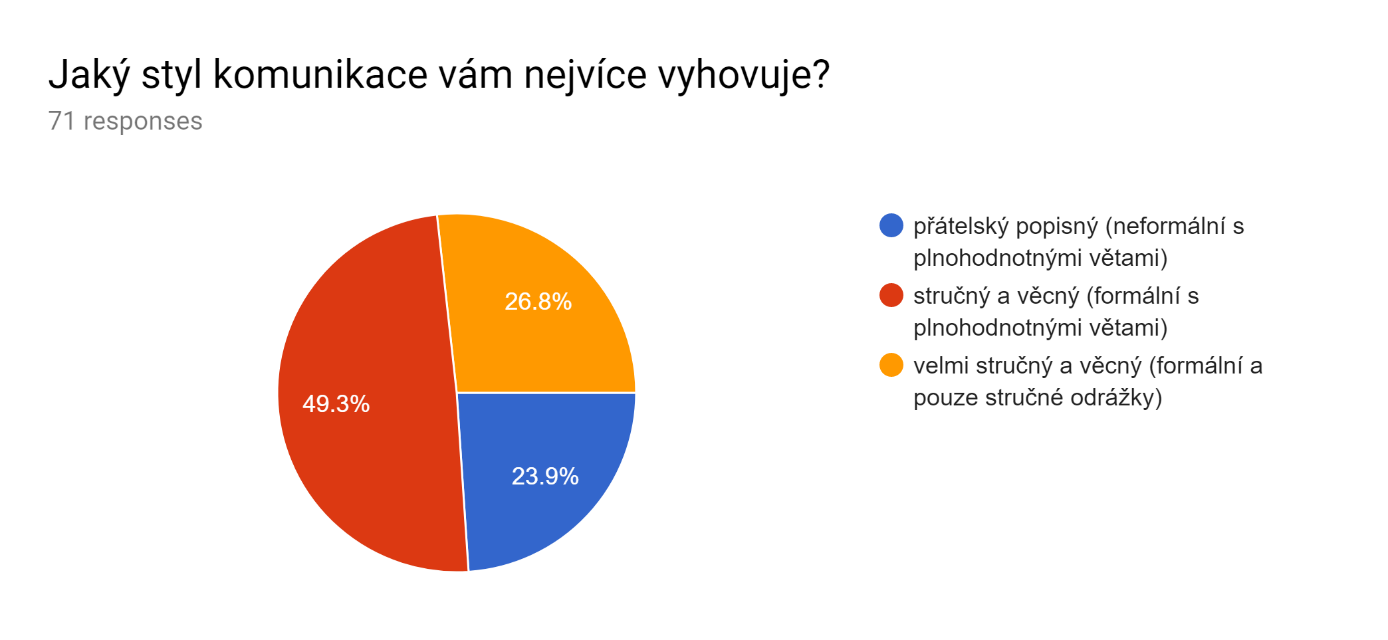 Jaký styl komunikace vám nejvíce vyhovuje?
71 responses
26.8%
49.3%
23.9%
přátelský popisný (neformální s
plnohodnotnými větami)
stručný a věcný (formální s
plnohodnotnými větami)
velmi stručný a věcný (formální a
pouze stručné odrážky)